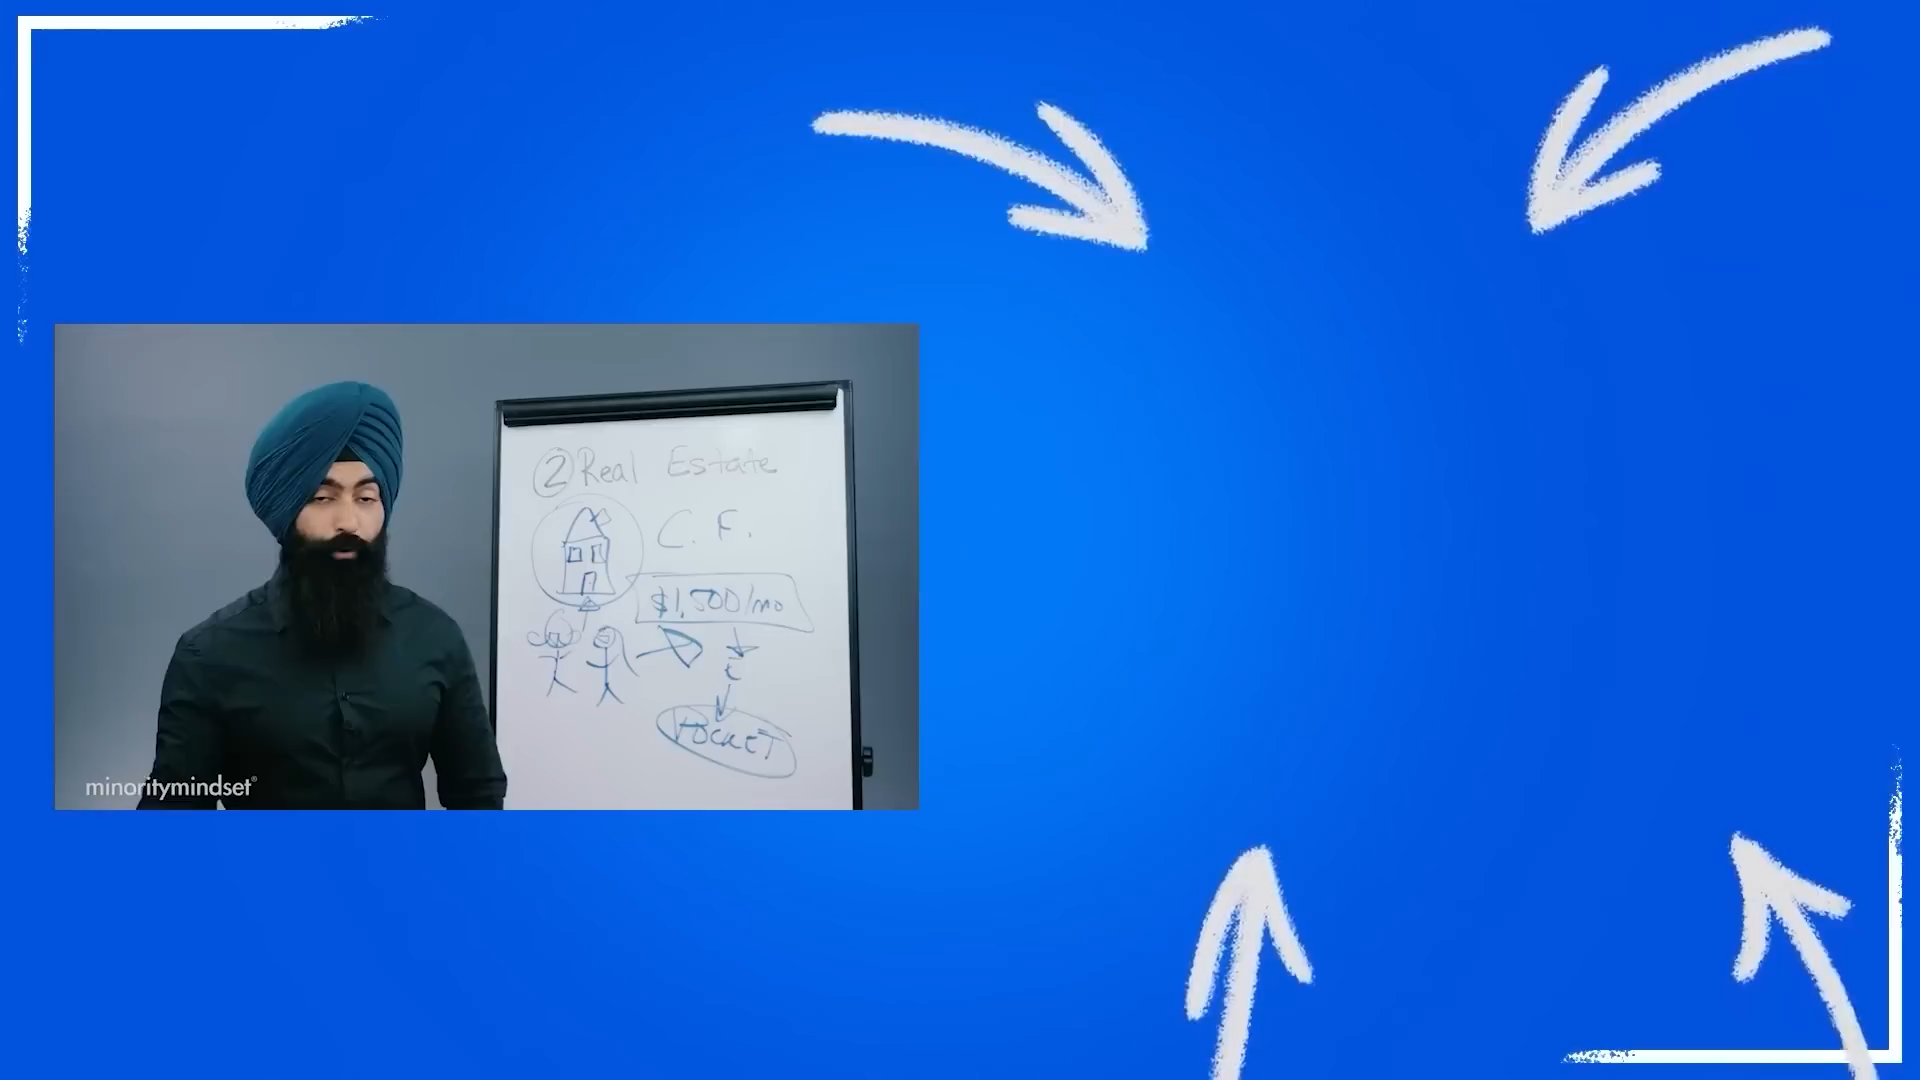 ② Real Estate
C. F.
$1,500/mo
POCKET
minoritymindset®